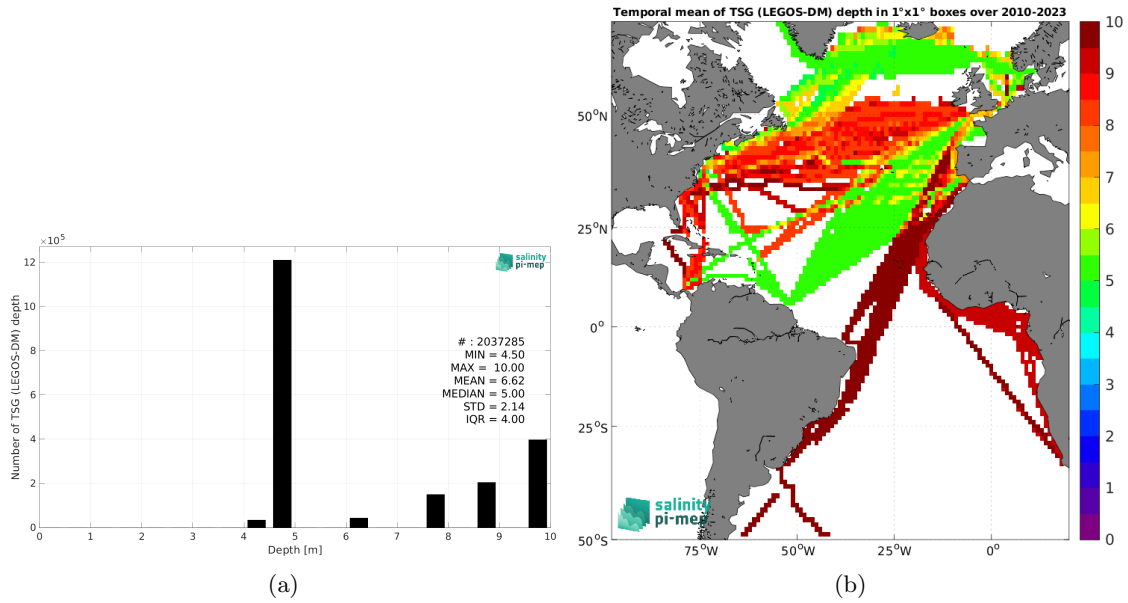 ×10⁵
12
10
8
6
4
2
0
Number of TSG (LEGOS-DM) depth
0 1 2 3 4 5 6 7 8 9 10
Depth [m]
salinity
pi-mep
# : 2037285
MIN = 4.50
MAX = 10.00
MEAN = 6.62
MEDIAN = 5.00
STD = 2.14
IQR = 4.00
(a)
Temporal mean of TSG (LEGOS-DM) depth in 1°x1° boxes over 2010-2023
50°N
25°N
0°
25°S
50°S
75°W 50°W 25°W 0°
salinity
pi-mep
10
9
8
7
6
5
4
3
2
1
0
(b)